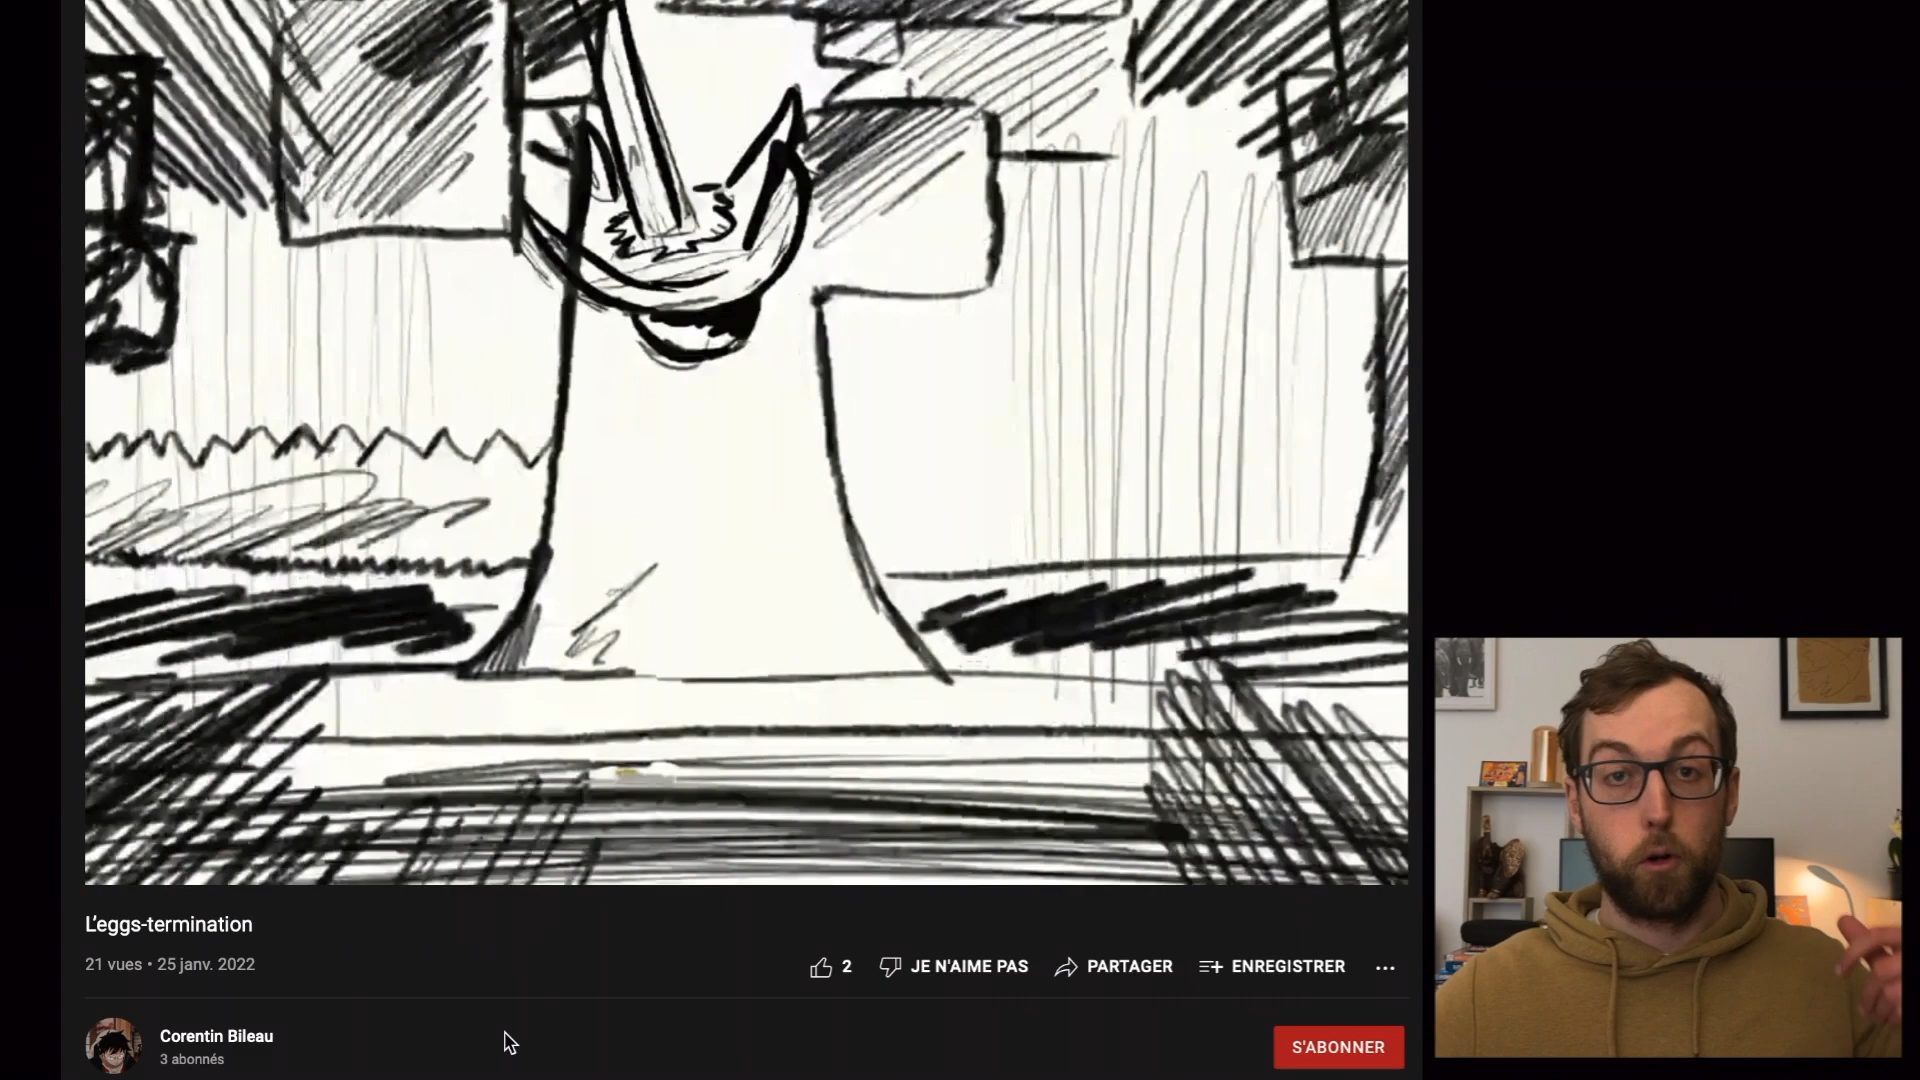 L'eggs-termination
21 vues • 25 janv. 2022
2 JE N'AIME PAS PARTAGER ENREGISTRER
Corentin Bileau
3 abonnés
S'ABONNER